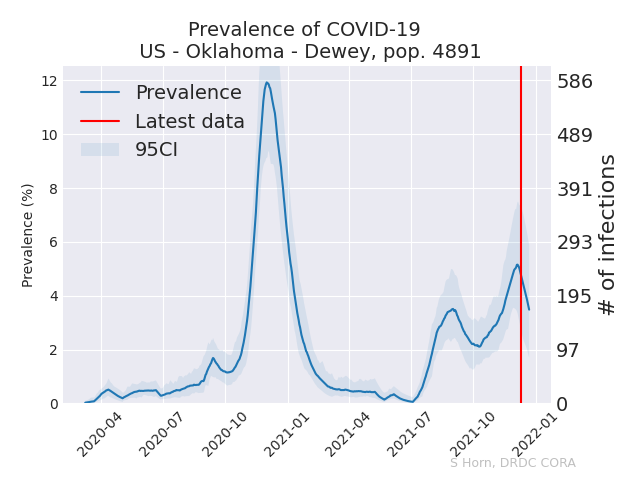 Prevalence of COVID-19
US - Oklahoma - Dewey, pop. 4891
Prevalence
Latest data
95CI
Prevalence (%)
12
10
8
6
4
2
0
586
489
391
293
195
97
0
# of infections
2020-04
2020-07
2020-10
2021-01
2021-04
2021-07
2021-10
2022-01
S Horn, DRDC CORA